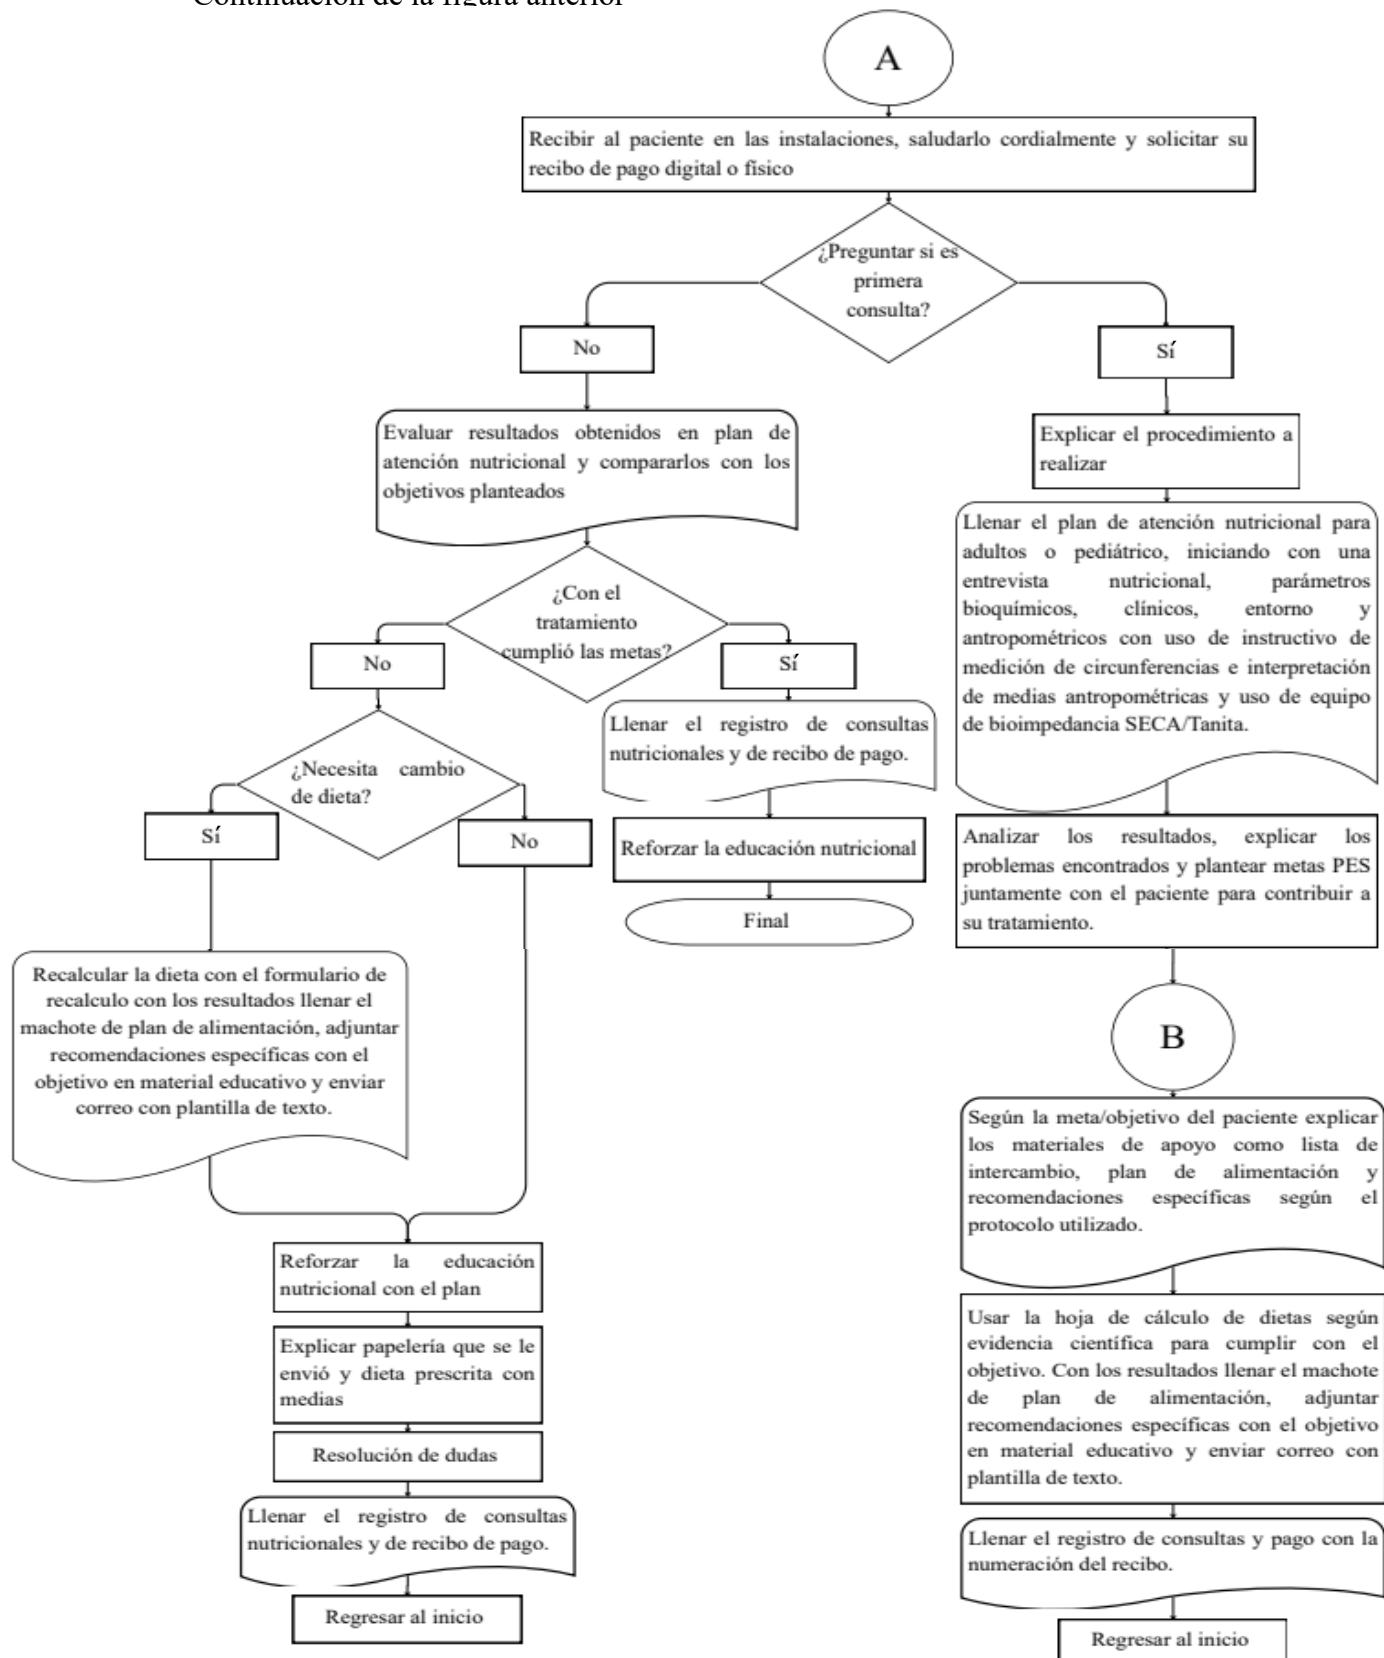 Continuación de la figura anterior
A
Recibir al paciente en las instalaciones, saludarlo cordialmente y solicitar su
recibo de pago digital o físico
¿Preguntar si es
primera
consulta?
No
Sí
Evaluar resultados obtenidos en plan de
atención nutricional y compararlos con los
objetivos planteados
¿Con el
tratamiento
cumplió las metas?
No
Sí
¿Necesita cambio
de dieta?
Sí
No
Llenar el registro de consultas
nutricionales y de recibo de pago.
Reforzar la educación nutricional
Final
Recalcular la dieta con el formulario de
recalculo con los resultados llenar el
machote de plan de alimentación, adjuntar
recomendaciones específicas con el
objetivo en material educativo y enviar
correo con plantilla de texto.
Reforzar la educación
nutricional con el plan
Explicar papelería que se le
envió y dieta prescrita con
medias
Resolución de dudas
Llenar el registro de consultas
nutricionales y de recibo de pago.
Regresar al inicio
Explicar el procedimiento a
realizar
Llenar el plan de atención nutricional para
adultos o pediátrico, iniciando con una
entrevista nutricional, parámetros
bioquímicos, clínicos, entorno y
antropométricos con uso de instructivo de
medición de circunferencias e interpretación
de medias antropométricas y uso de equipo
de bioimpedancia SECA/Tanita.
Analizar los resultados, explicar los
problemas encontrados y plantear metas PES
juntamente con el paciente para contribuir a
su tratamiento.
B
Según la meta/objetivo del paciente explicar
los materiales de apoyo como lista de
intercambio, plan de alimentación y
recomendaciones específicas según el
protocolo utilizado.
Usar la hoja de cálculo de dietas según
evidencia científica para cumplir con el
objetivo. Con los resultados llenar el machote
de plan de alimentación, adjuntar
recomendaciones específicas con el objetivo
en material educativo y enviar correo con
plantilla de texto.
Llenar el registro de consultas y pago con la
numeración del recibo.
Regresar al inicio